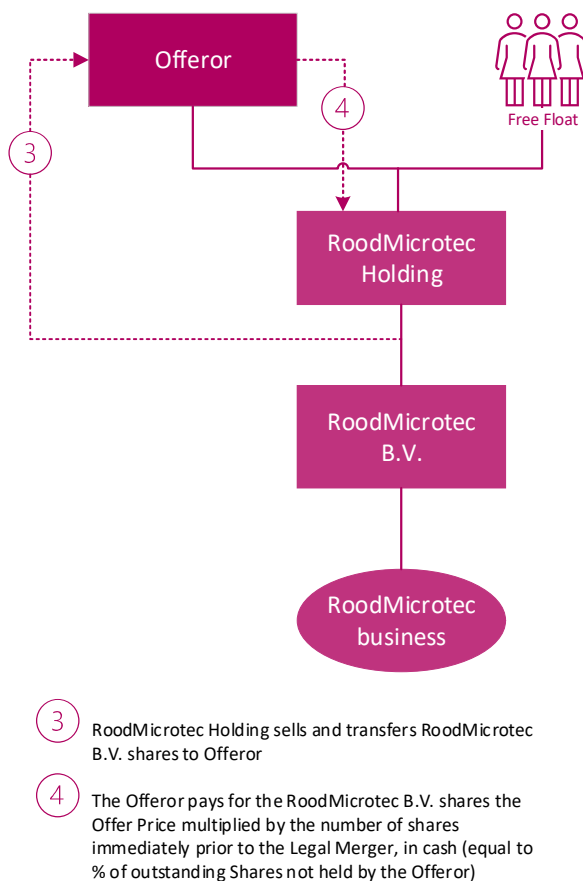 Offeror
Free Float
4
3
RoodMicrotec
Holding
RoodMicrotec
B.V.
RoodMicrotec
business
3
RoodMicrotec Holding sells and transfers RoodMicrotec
B.V. shares to Offeror
4
The Offeror pays for the RoodMicrotec B.V. shares the
Offer Price multiplied by the number of shares
immediately prior to the Legal Merger, in cash (equal to
% of outstanding Shares not held by the Offeror)